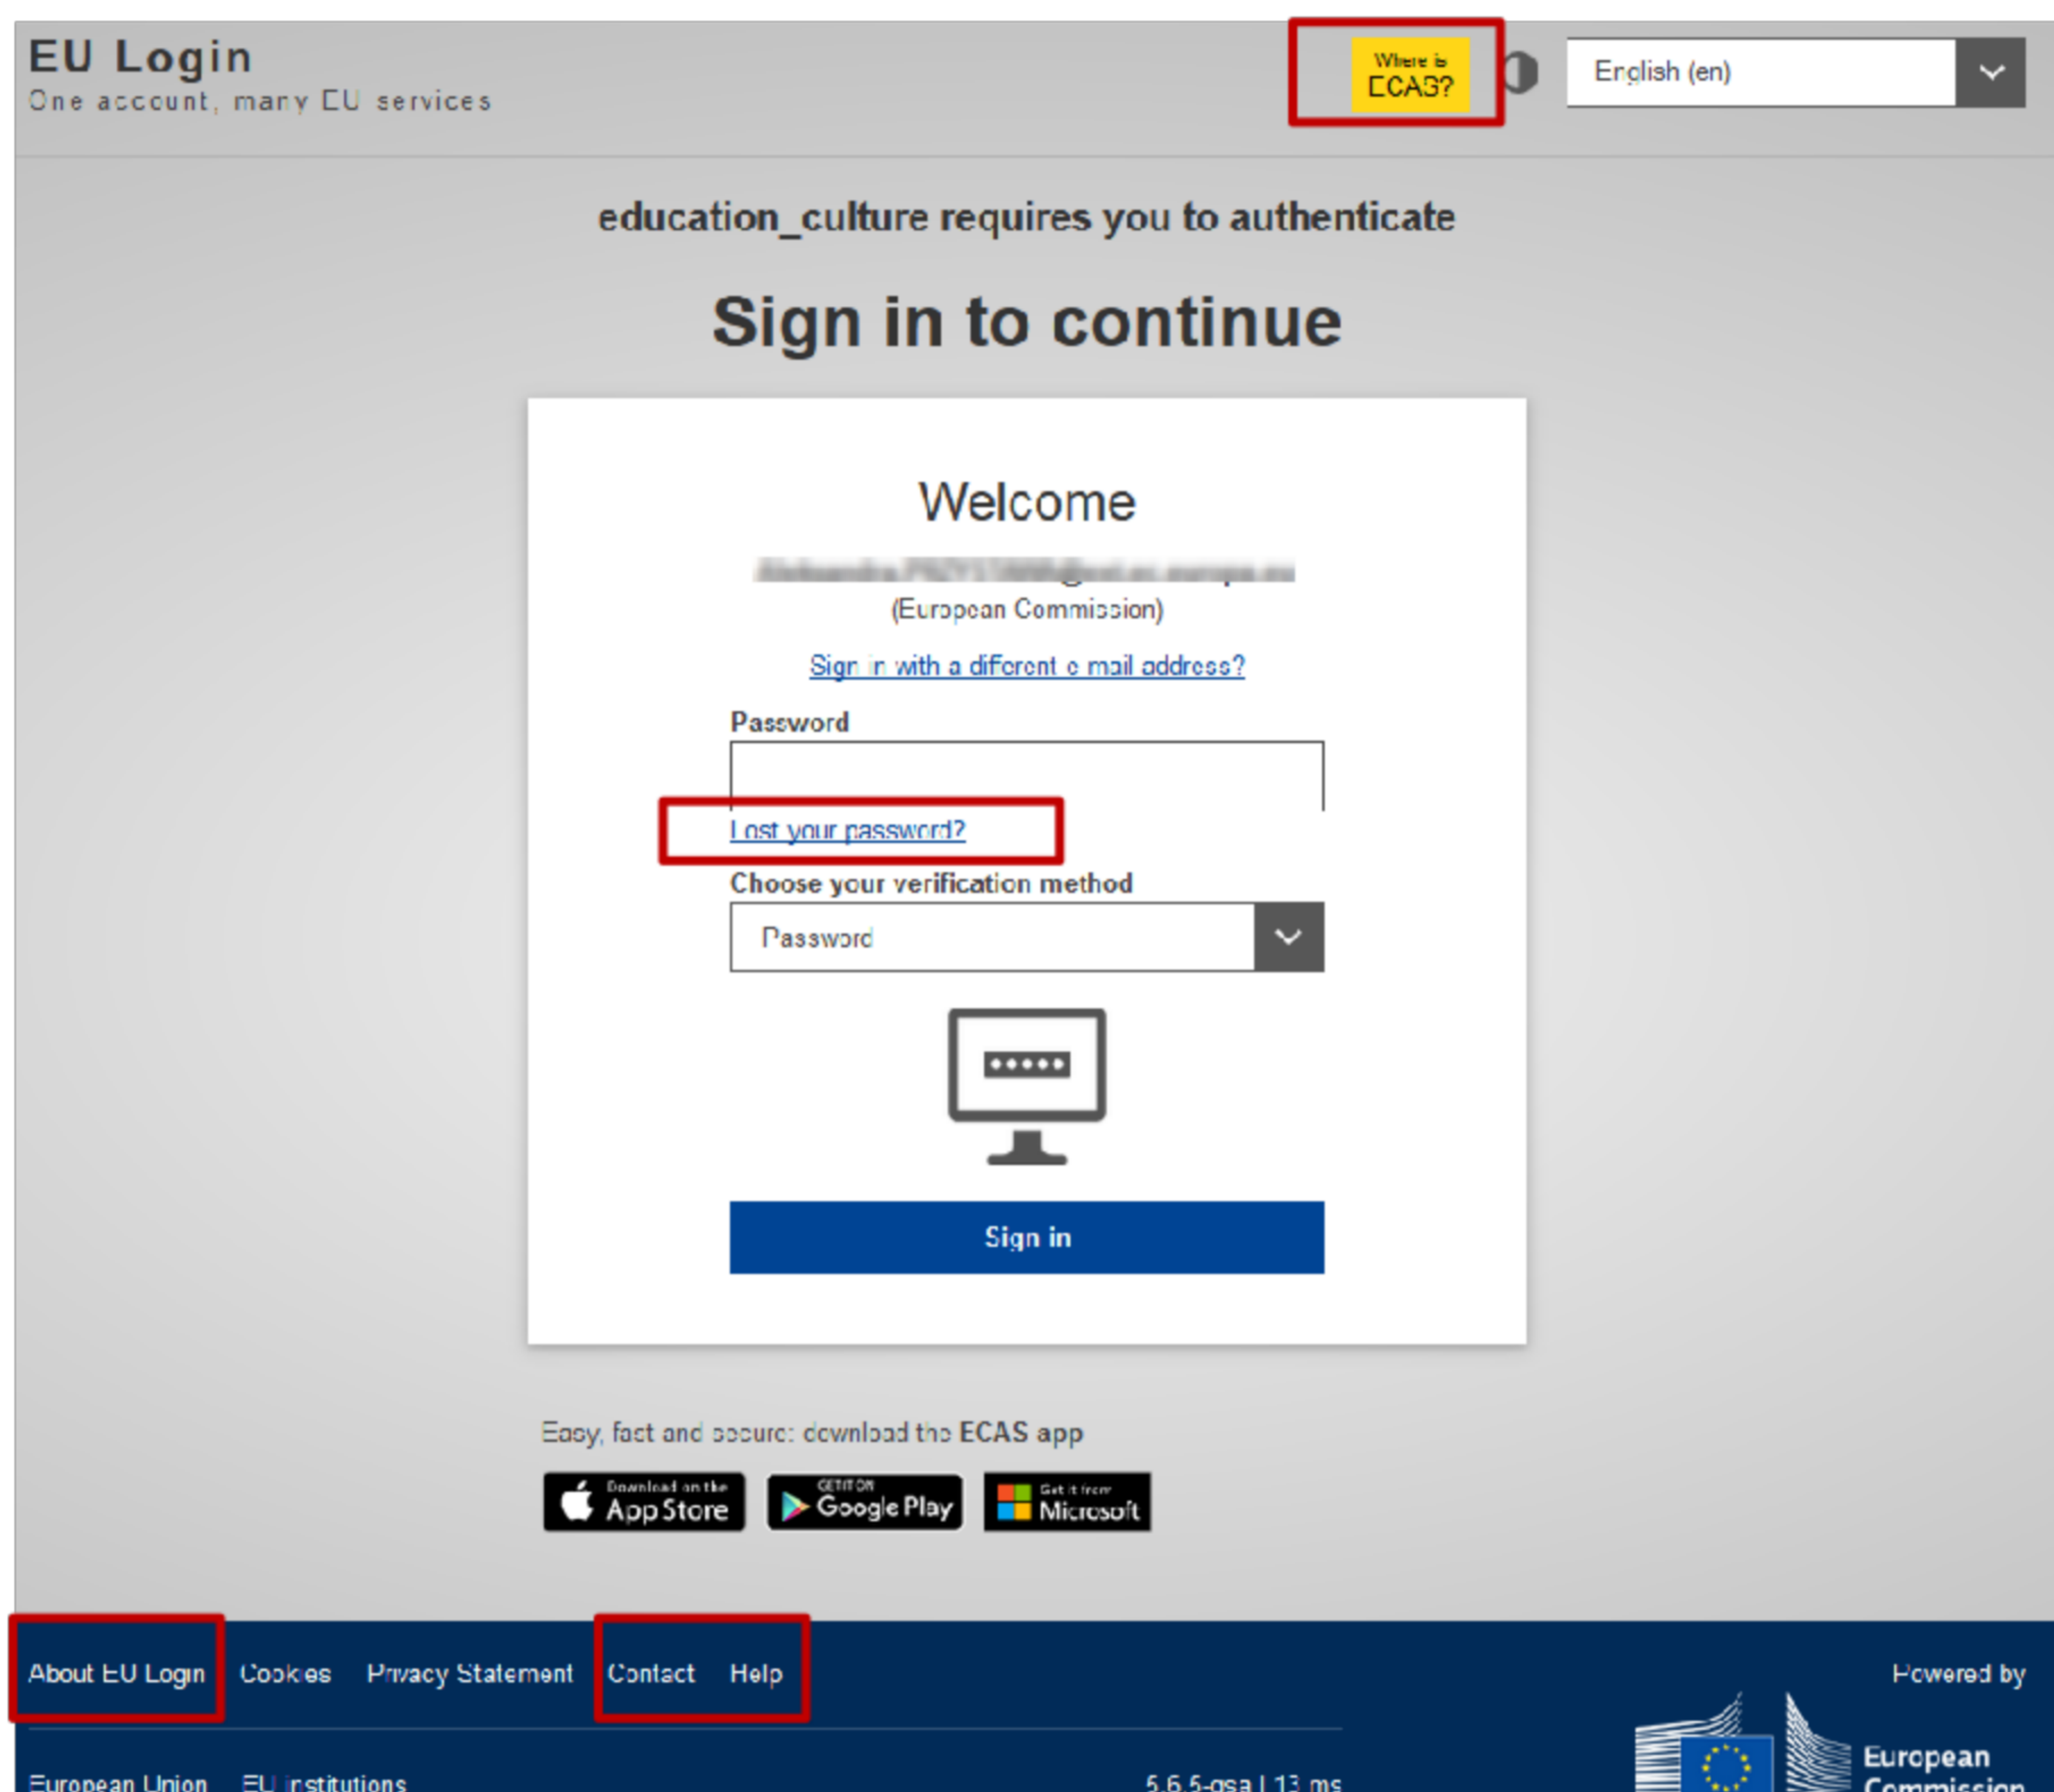 EU Login
One account, many EU services
Where is
ECAS?
English (en)
education_culture requires you to authenticate
Sign in to continue
Welcome
(European Commission)
Sign in with a different e-mail address?
Password
Lost your password?
Choose your verification method
Password
Sign in
Easy, fast and secure: download the ECAS app
Download on the
App Store
GET IT ON
Google Play
Get it from
Microsoft
About EU Login Cookies Privacy Statement Contact Help
Powered by
European Union EU institutions
5.6.5-gsa | 13 ms
European
Commission